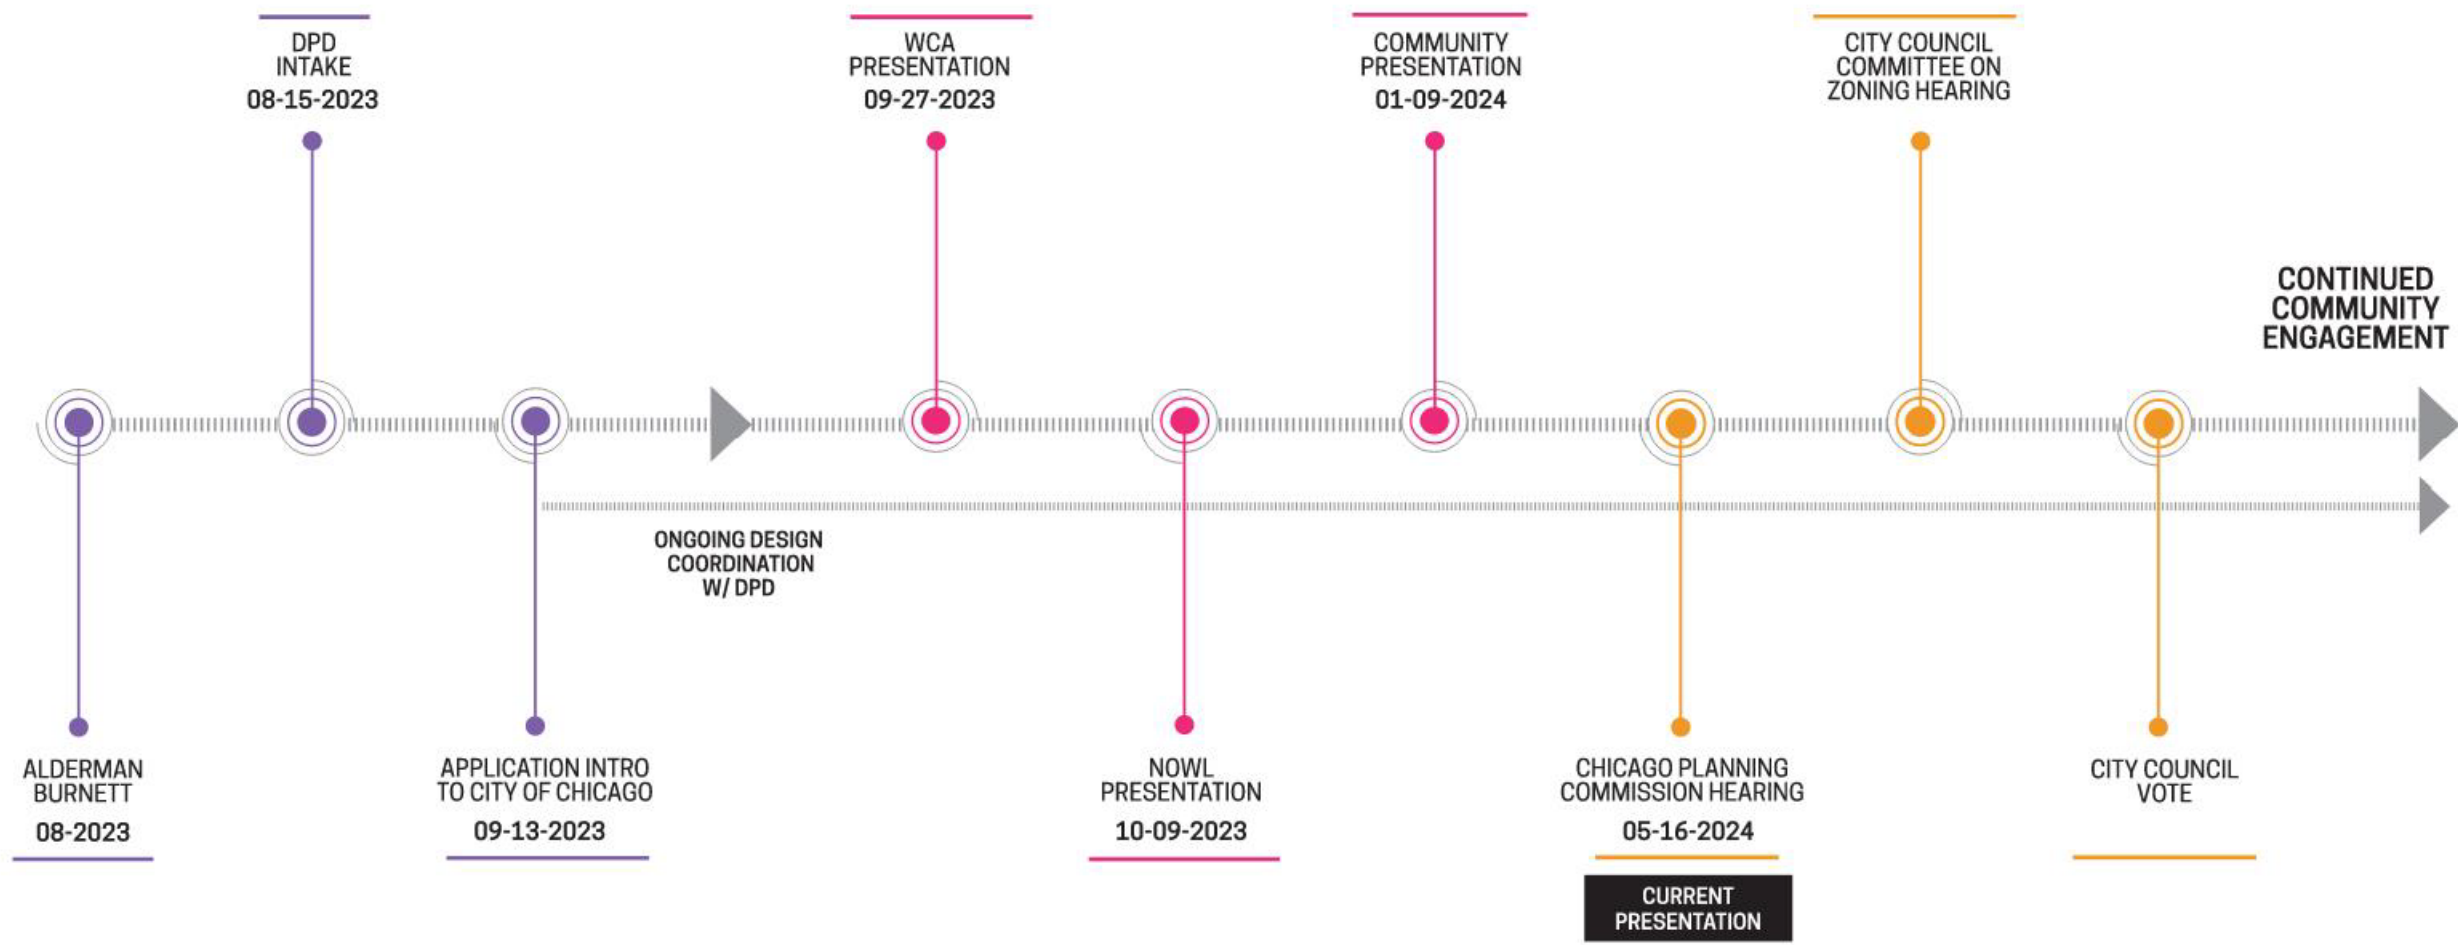 ALDERMAN
BURNETT
08-2023
DPD
INTAKE
08-15-2023
APPLICATION INTRO
TO CITY OF CHICAGO
09-13-2023
ONGOING DESIGN
COORDINATION
W/ DPD
WCA
PRESENTATION
09-27-2023
NOWL
PRESENTATION
10-09-2023
COMMUNITY
PRESENTATION
01-09-2024
CHICAGO PLANNING
COMMISSION HEARING
05-16-2024
CURRENT
PRESENTATION
CITY COUNCIL
COMMITTEE ON
ZONING HEARING
CITY COUNCIL
VOTE
CONTINUED
COMMUNITY
ENGAGEMENT